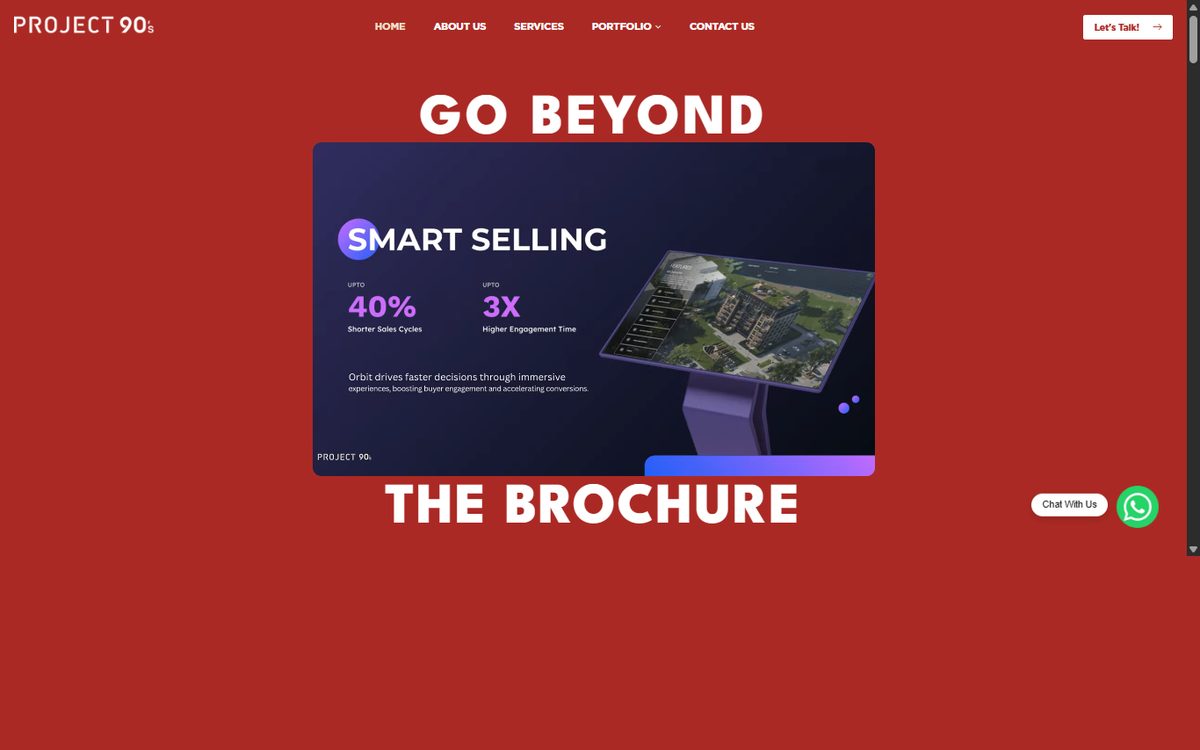 PROJECT 90's
HOME
ABOUT US
SERVICES
PORTFOLIO
CONTACT US
Let's Talk!
GO BEYOND
SMART SELLING
UPTO
40%
Shorter Sales Cycles
UPTO
3X
Higher Engagement Time
FEATURED
Orbit drives faster decisions through immersive
experiences, boosting buyer engagement and accelerating conversions.
PROJECT 90's
THE BROCHURE
Chat With Us